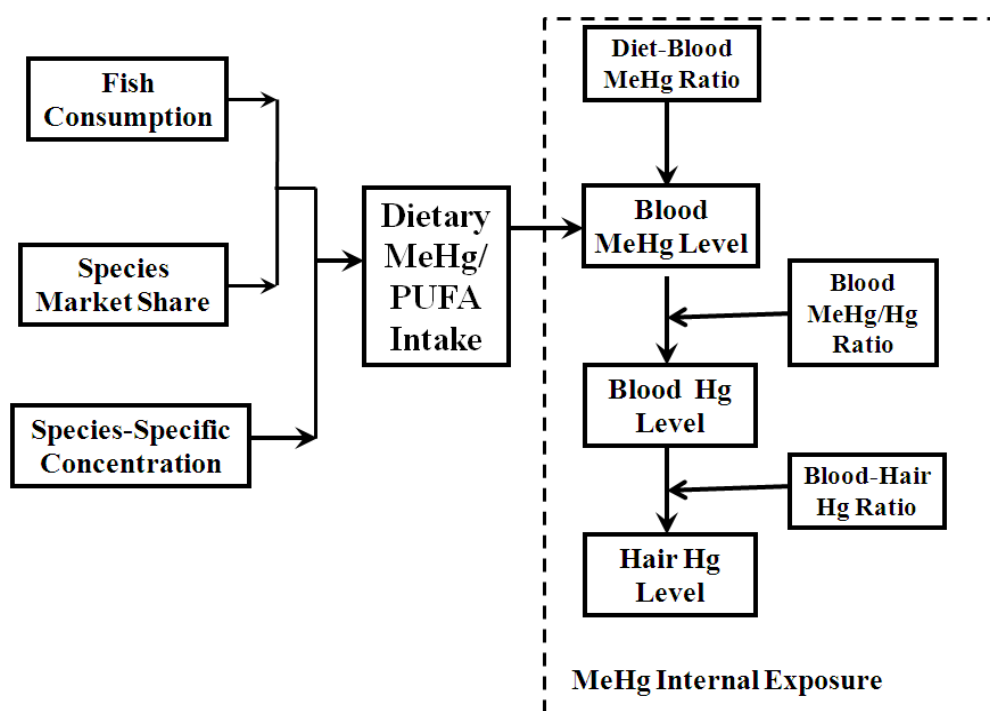 Fish
Consumption
Species
Market Share
Species-Specific
Concentration
Dietary
MeHg/
PUFA
Intake
Diet-Blood
MeHg Ratio
Blood
MeHg Level
Blood
MeHg/Hg
Ratio
Blood Hg
Level
Blood-Hair
Hg Ratio
Hair Hg
Level
MeHg Internal Exposure